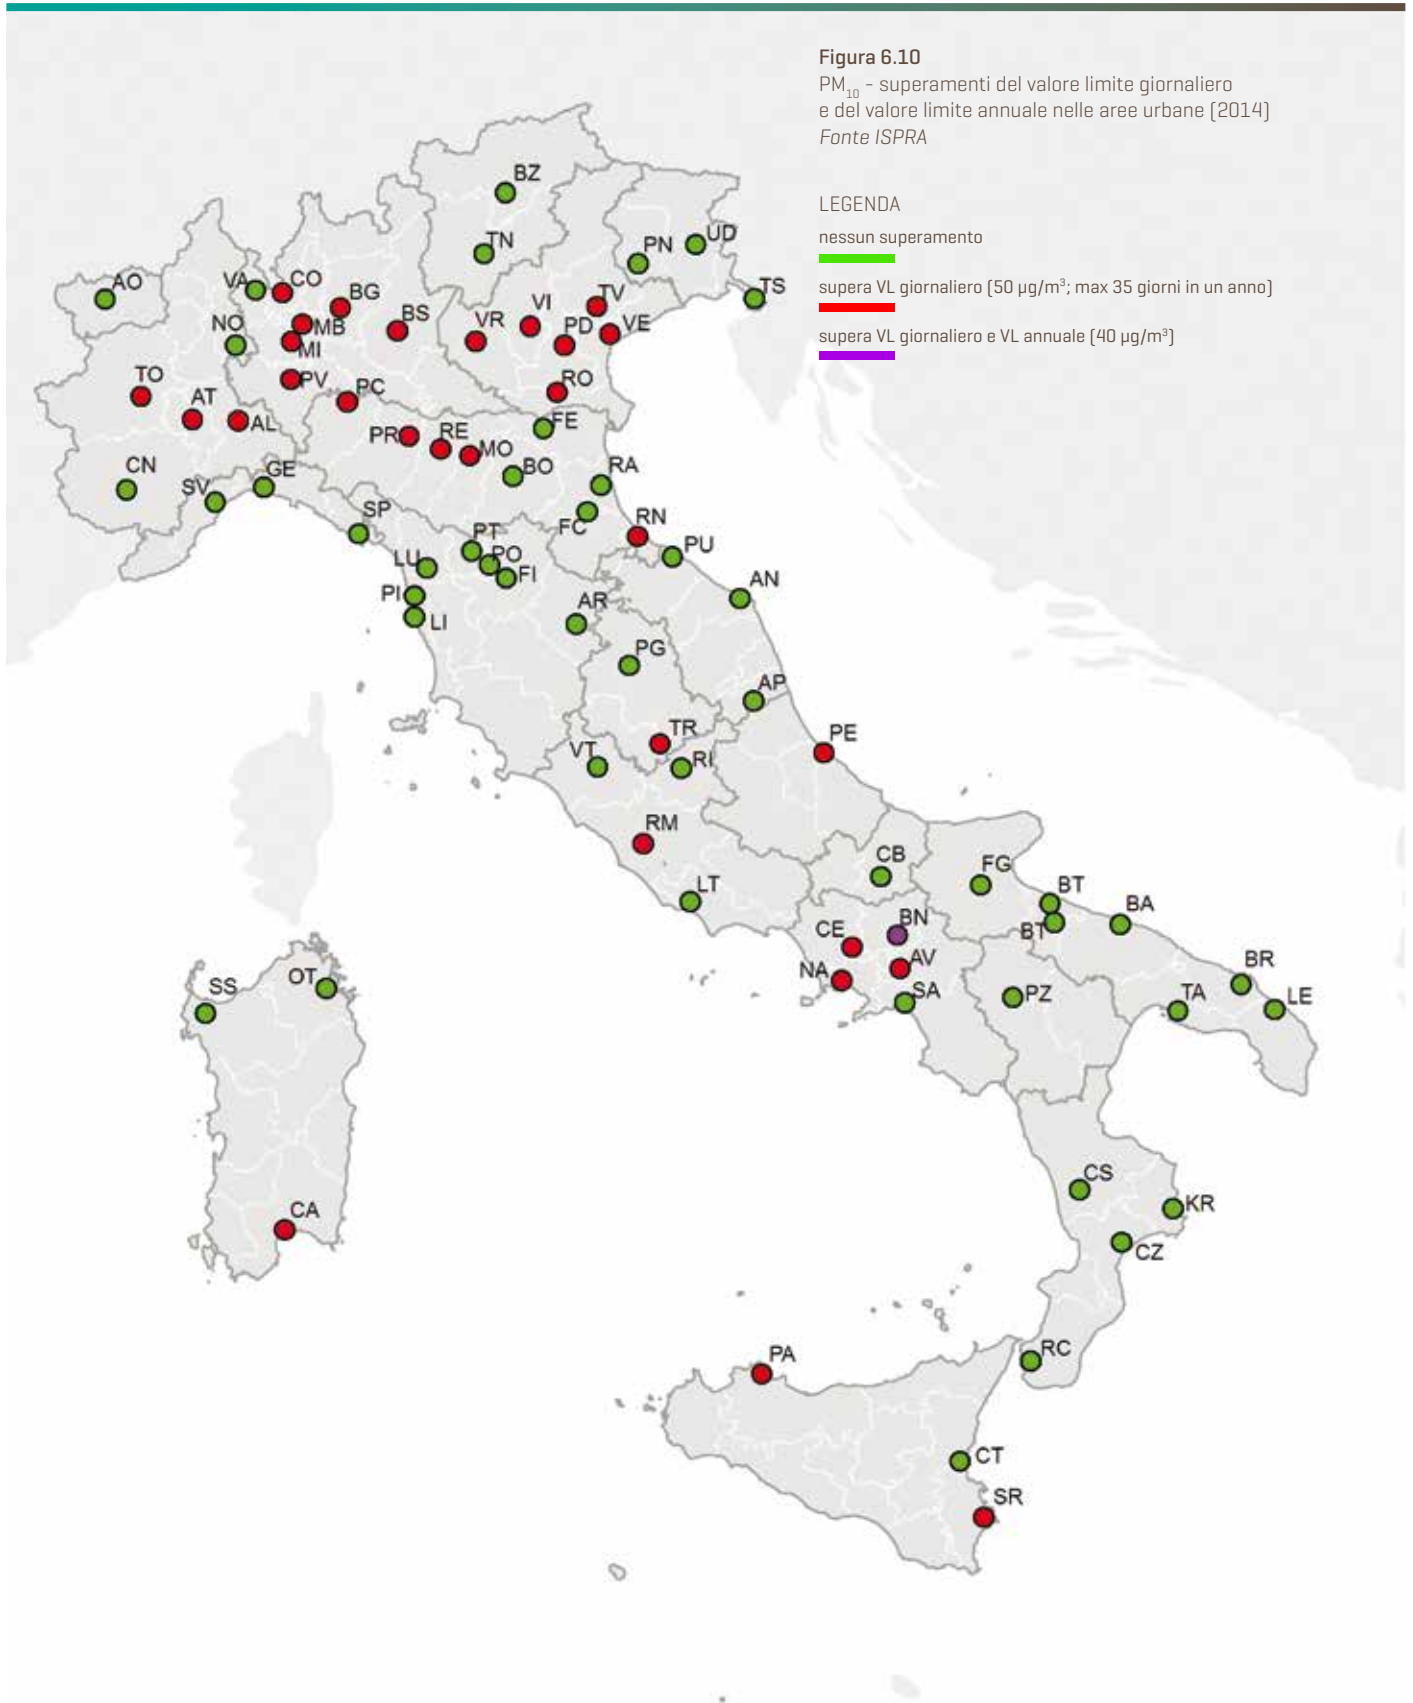 Figura 6.10
PM10 - superamenti del valore limite giornaliero
e del valore limite annuale nelle aree urbane (2014)
Fonte ISPRA
LEGENDA
nessun superamento
supera VL giornaliero (50 µg/m³; max 35 giorni in un anno)
supera VL giornaliero e VL annuale (40 µg/m³)
BZ
TN
PN
UD
TS
AO
VA
CO
BG
BS
NO
MB
MI
VR
VI
TV
PD
VE
TO
AT
AL
PV
PC
RO
FE
PR
RE
MO
BO
RA
CN
SV
GE
SP
FC
RN
PU
PT
PO
FI
LU
PI
LI
AN
AR
PG
AP
TR
PE
VT
RI
RM
LT
CB
FG
BT
BT
BA
BN
CE
NA
AV
SA
PZ
TA
BR
LE
SS
OT
CA
CS
KR
CZ
RC
PA
CT
SR